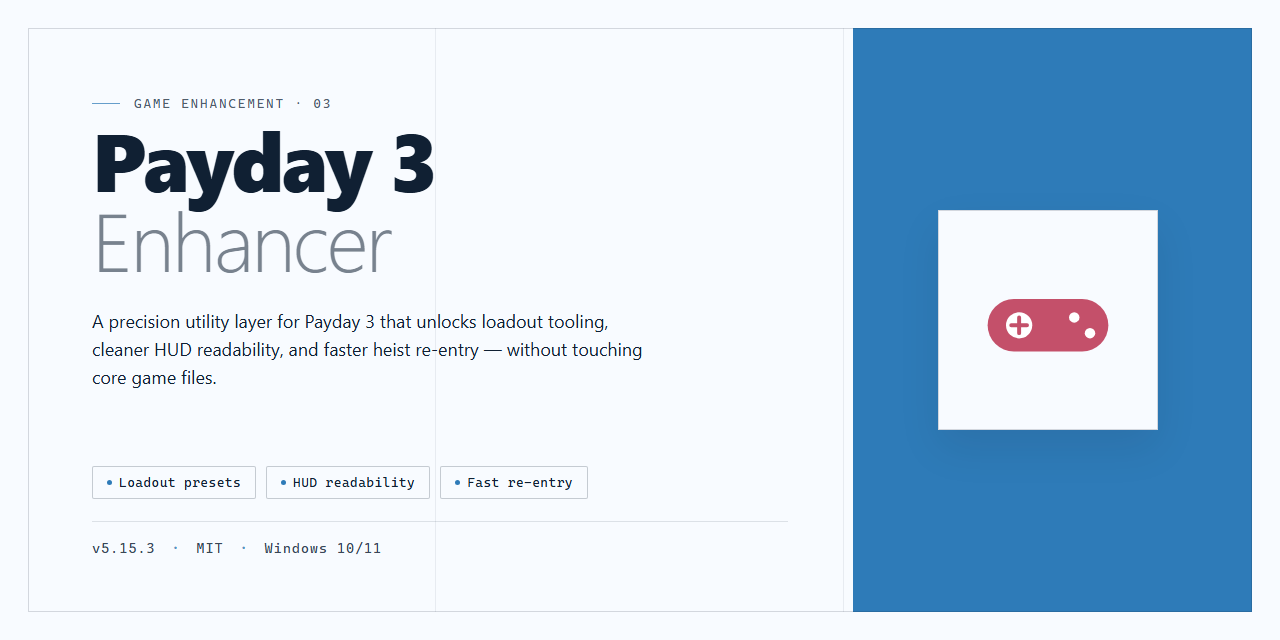 GAME ENHANCEMENT · 03
Payday 3
Enhancer
A precision utility layer for Payday 3 that unlocks loadout tooling,
cleaner HUD readability, and faster heist re-entry — without touching
core game files.
Loadout presets
HUD readability
Fast re-entry
v5.15.3 · MIT · Windows 10/11